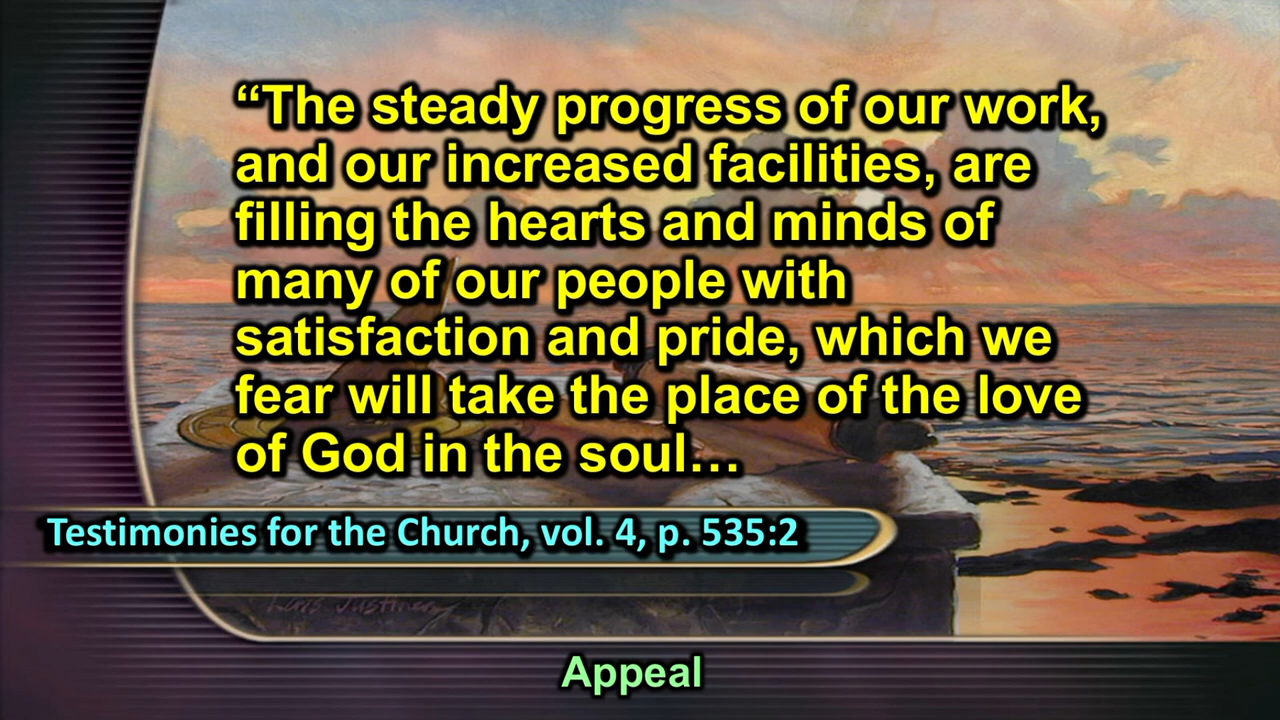 “The steady progress of our work,
and our increased facilities, are
filling the hearts and minds of
many of our people with
satisfaction and pride, which we
fear will take the place of the love
of God in the soul…
Testimonies for the Church, vol. 4, p. 535:2
Appeal